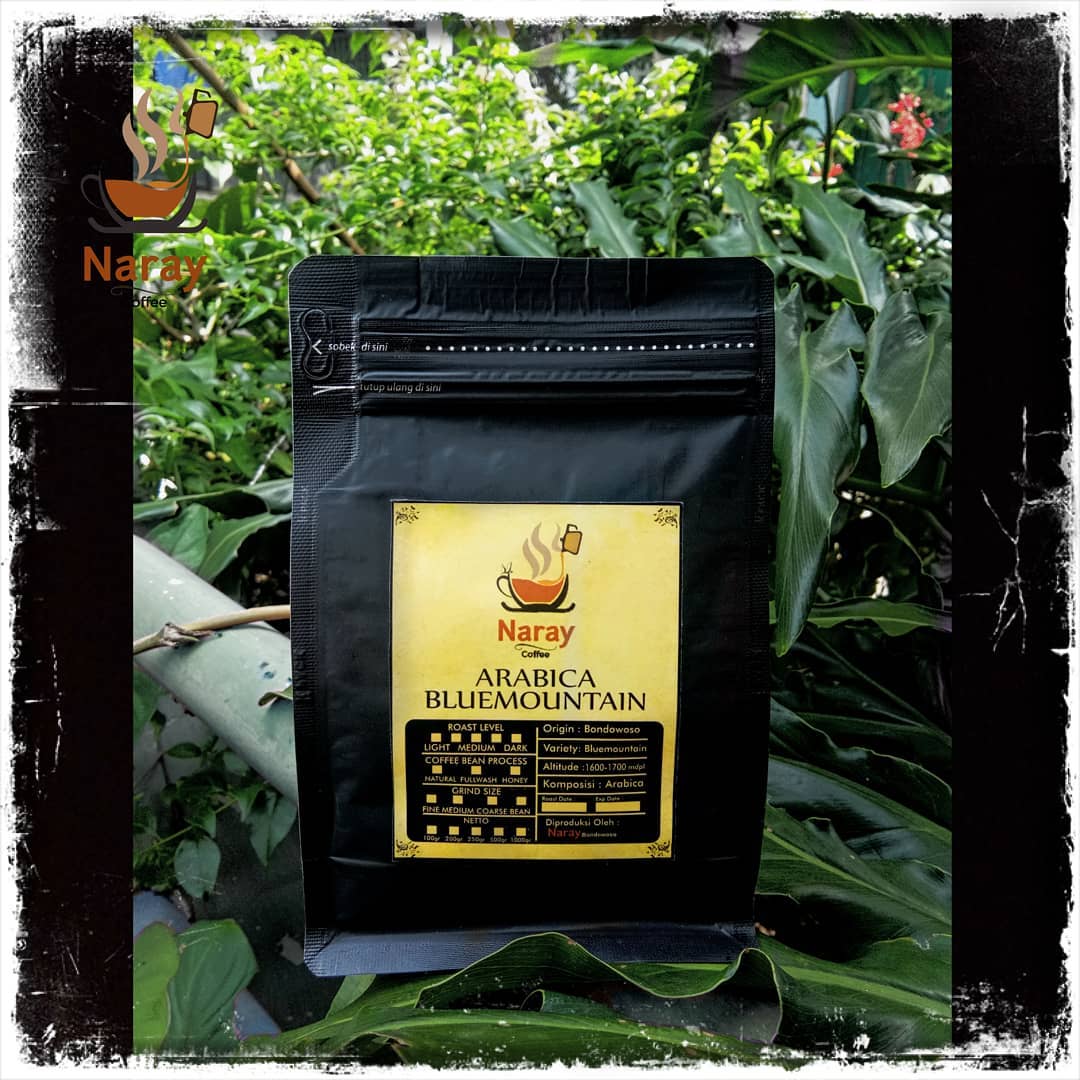 Naray
Coffee
sobek di sini
tutup ulang di sini
Naray
Coffee
ARABICA
BLUEMOUNTAIN
ROAST LEVEL
LIGHT MEDIUM DARK
COFFEE BEAN PROCESS
NATURAL FULLWASH HONEY
GRIND SIZE
FINE MEDIUM COARSE BEAN
NETTO
100gr 200gr 250gr 500gr 1000gr
Origin : Bondowoso
Variety: Bluemountain
Altitude :1600-1700 mdpl
Komposisi : Arabica
Roast Date : Exp Date :
Diproduksi Oleh :
Naray Bondowoso